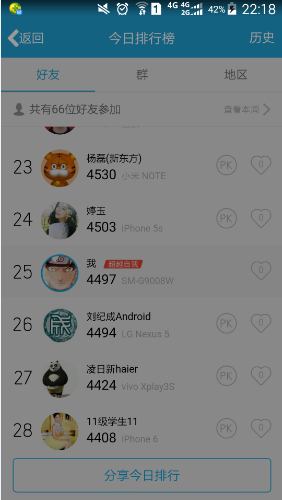 4G 4G 2G 42% 22:18
返回 今日排行榜 历史
好友 群 地区
共有66位好友参加 查看本周
23 杨磊(新东方) PK 0
4530 小米 NOTE
24 婷玉 PK 0
4503 iPhone 5s
25 我 超越自我 0
4497 SM-G9008W
26 刘纪成Android PK 0
4494 LG Nexus 5
27 凌日新haier PK 0
4424 vivo Xplay3S
28 11级学生11 PK 0
4408 iPhone 6
分享今日排行